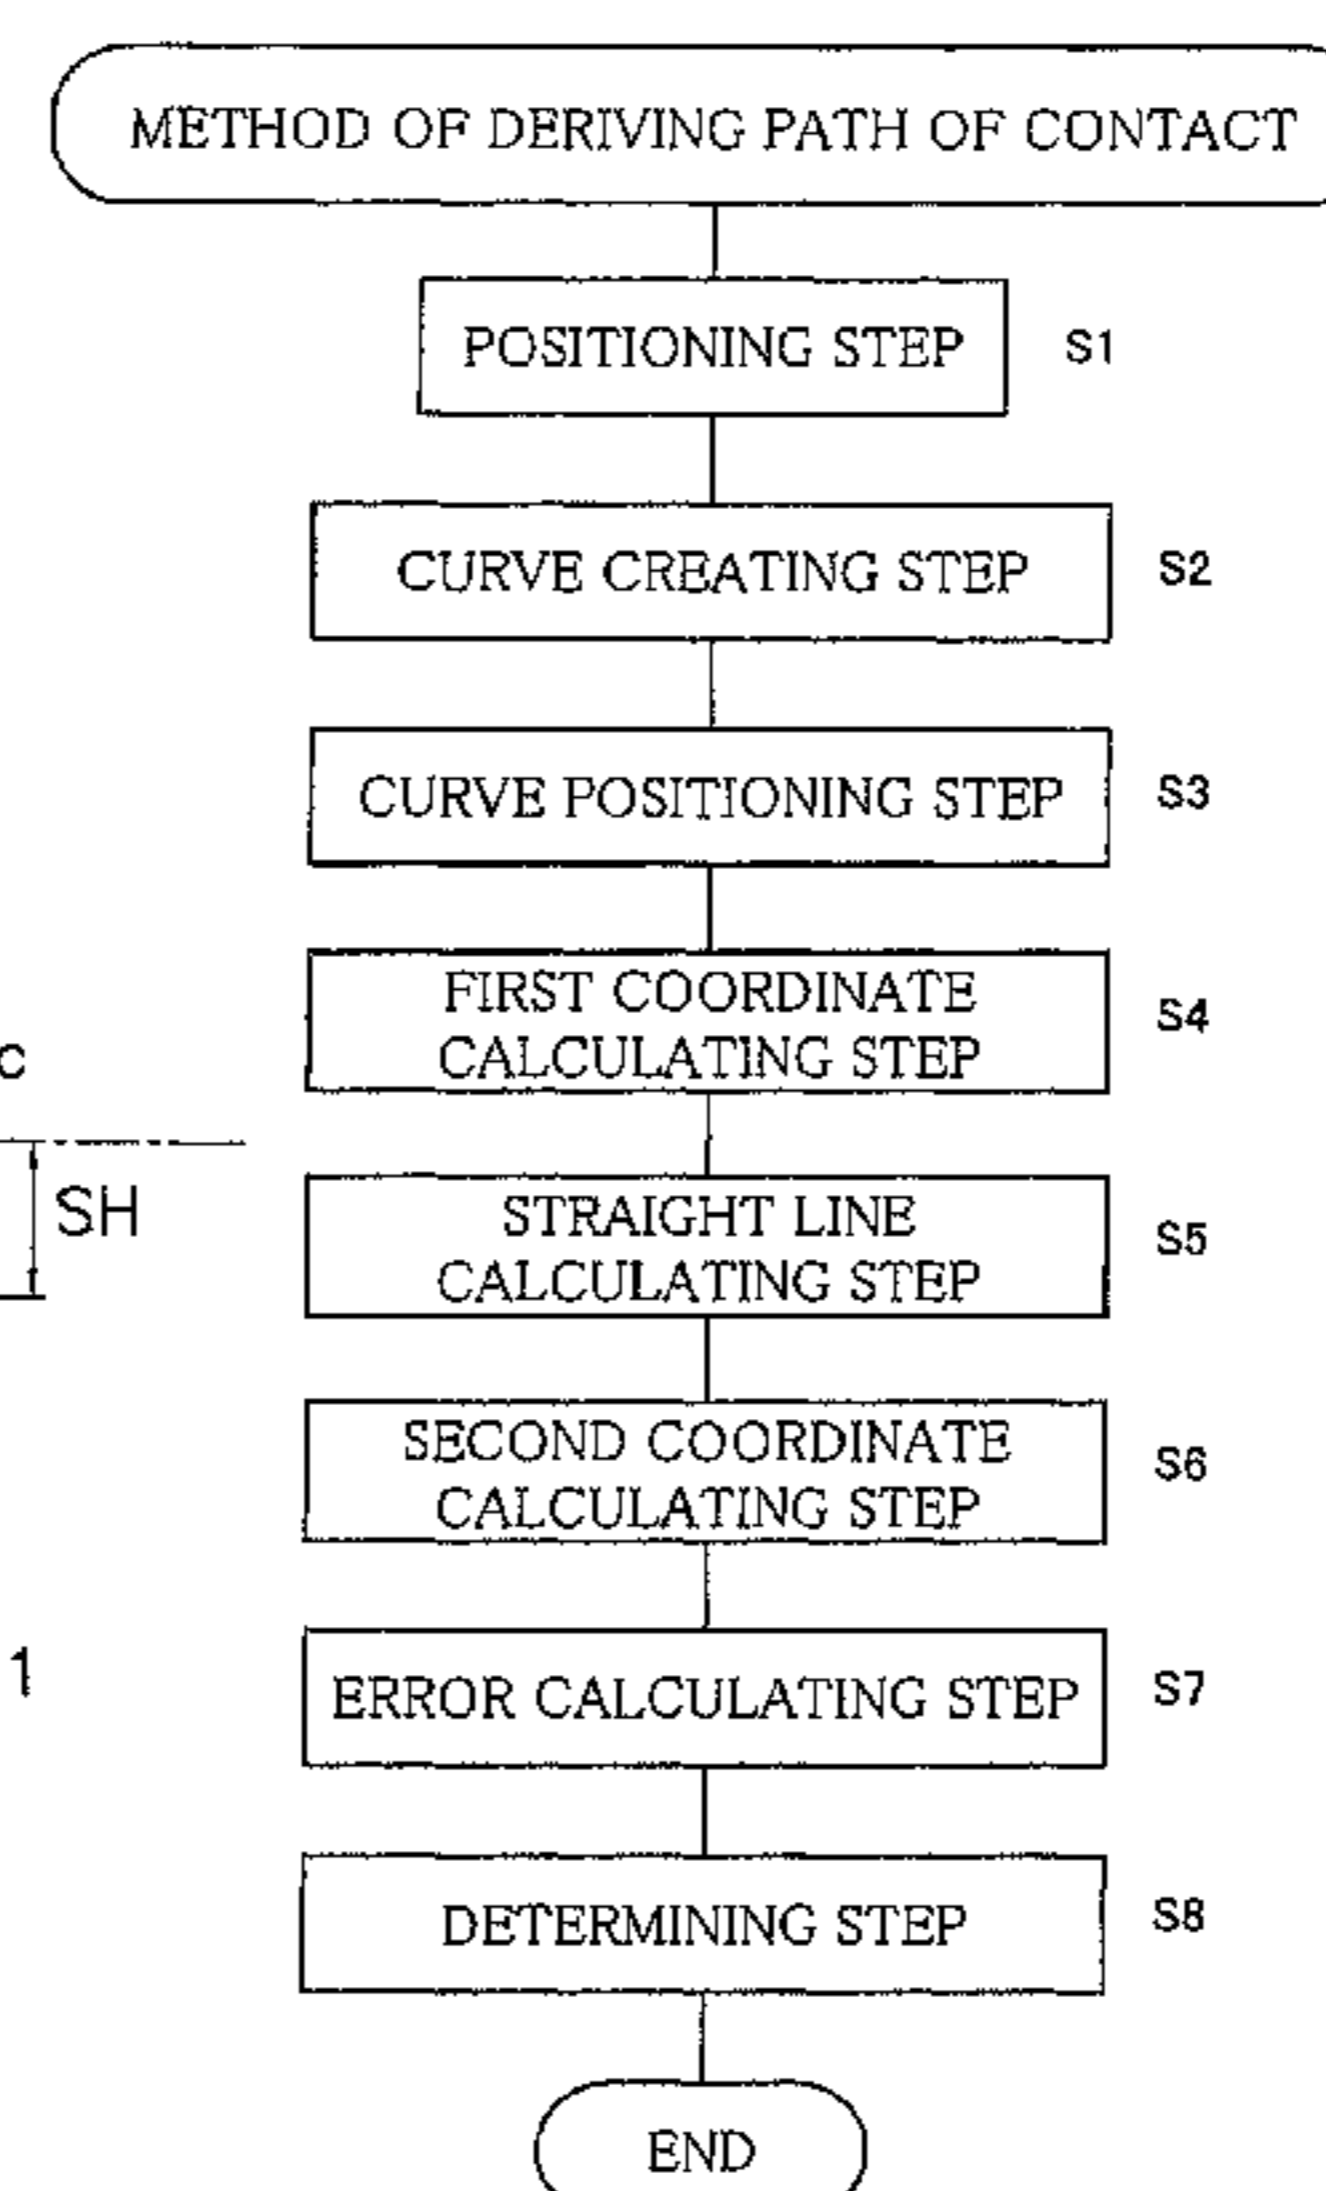 METHOD OF DERIVING PATH OF CONTACT
POSITIONING STEP S1
CURVE CREATING STEP S2
CURVE POSITIONING STEP S3
FIRST COORDINATE
CALCULATING STEP S4
c
SH
STRAIGHT LINE
CALCULATING STEP S5
SECOND COORDINATE
CALCULATING STEP S6
1
ERROR CALCULATING STEP S7
DETERMINING STEP S8
END